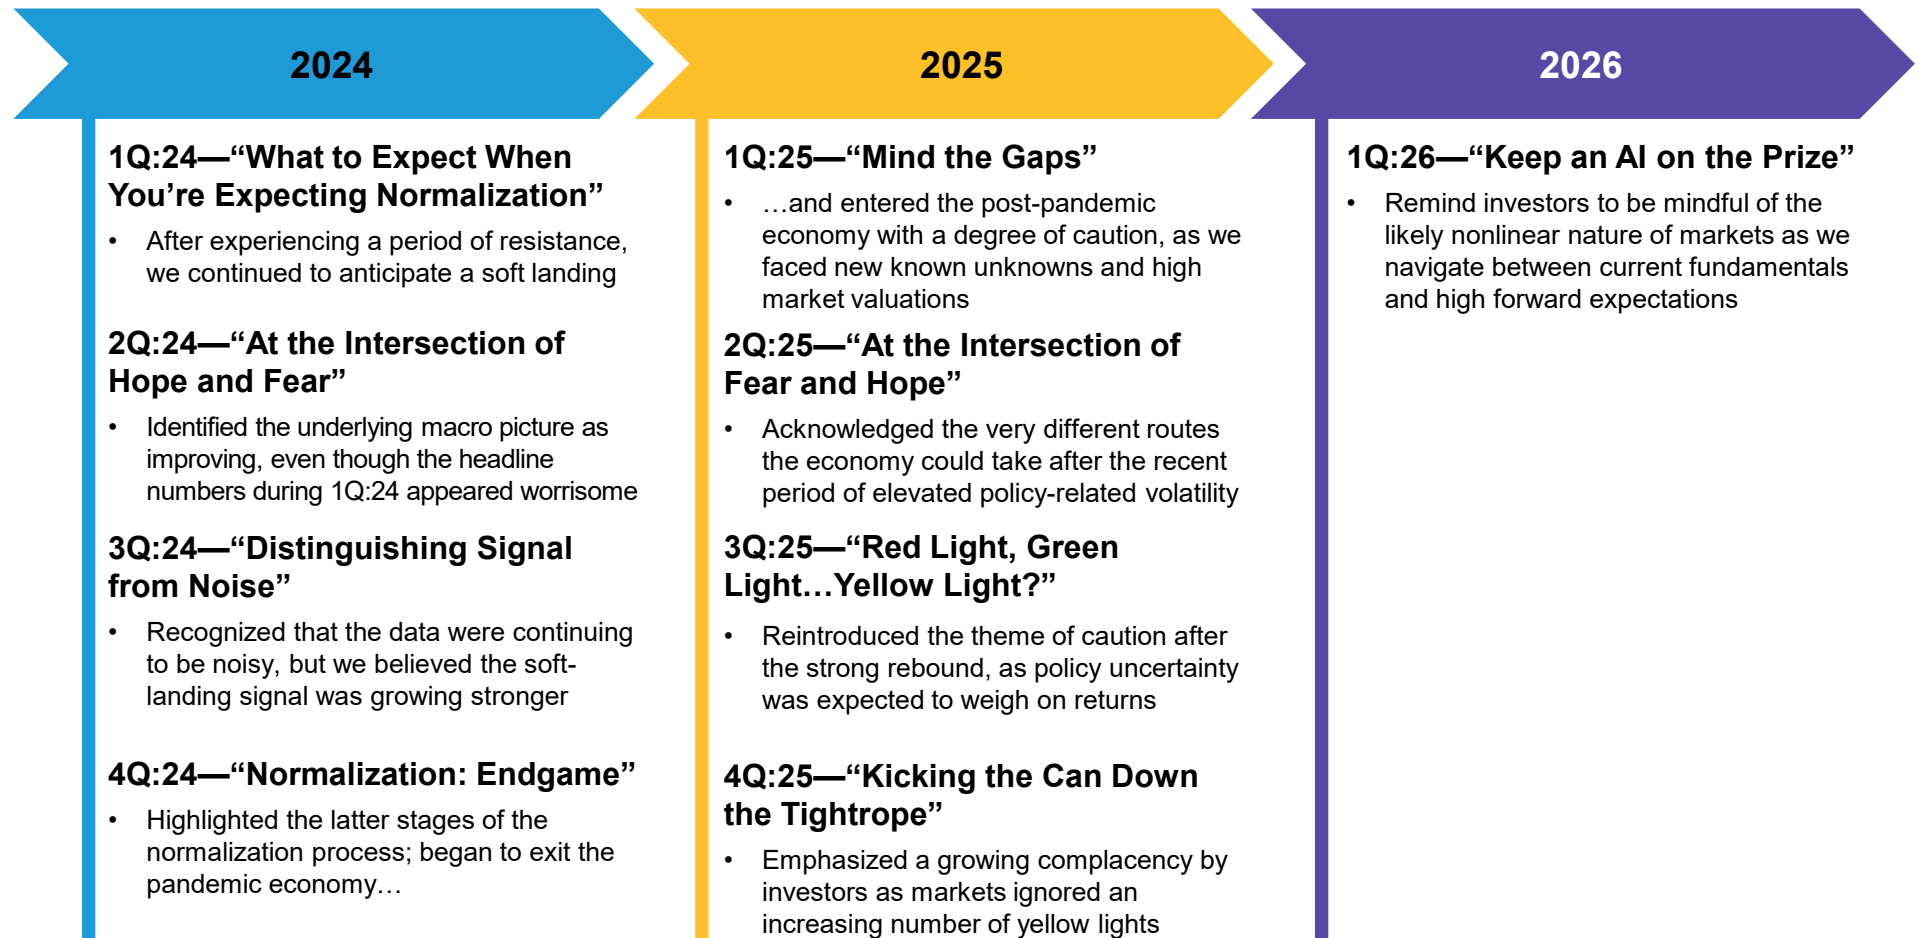 2024
1Q:24—“What to Expect When
You’re Expecting Normalization”
• After experiencing a period of resistance,
we continued to anticipate a soft landing
2Q:24—“At the Intersection of
Hope and Fear”
• Identified the underlying macro picture as
improving, even though the headline
numbers during 1Q:24 appeared worrisome
3Q:24—“Distinguishing Signal
from Noise”
• Recognized that the data were continuing
to be noisy, but we believed the soft-
landing signal was growing stronger
4Q:24—“Normalization: Endgame”
• Highlighted the latter stages of the
normalization process; began to exit the
pandemic economy…
2025
1Q:25—“Mind the Gaps”
• …and entered the post-pandemic
economy with a degree of caution, as we
faced new known unknowns and high
market valuations
2Q:25—“At the Intersection of
Fear and Hope”
• Acknowledged the very different routes
the economy could take after the recent
period of elevated policy-related volatility
3Q:25—“Red Light, Green
Light…Yellow Light?”
• Reintroduced the theme of caution after
the strong rebound, as policy uncertainty
was expected to weigh on returns
4Q:25—“Kicking the Can Down
the Tightrope”
• Emphasized a growing complacency by
investors as markets ignored an
increasing number of yellow lights
2026
1Q:26—“Keep an AI on the Prize”
• Remind investors to be mindful of the
likely nonlinear nature of markets as we
navigate between current fundamentals
and high forward expectations